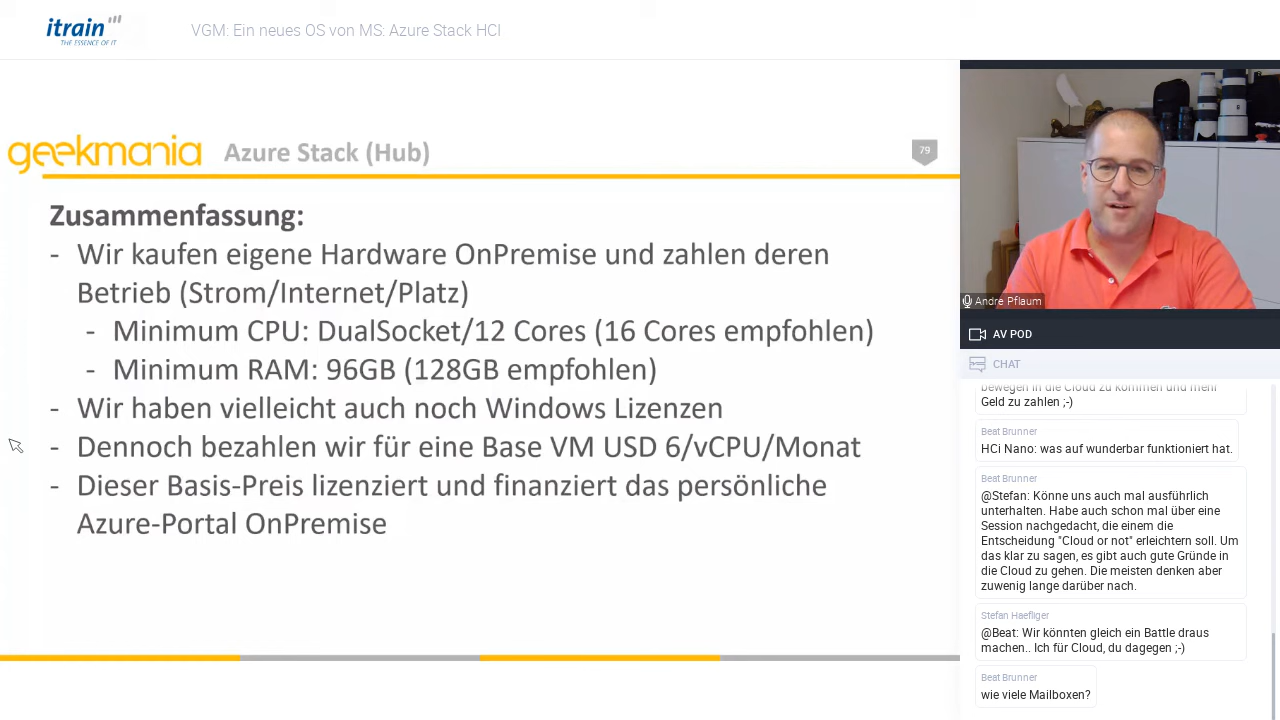 itrain
THE ESSENCE OF IT
VGM: Ein neues OS von MS: Azure Stack HCI
geekmania
Azure Stack (Hub)
79
Zusammenfassung:
- Wir kaufen eigene Hardware OnPremise und zahlen deren
Betrieb (Strom/Internet/Platz)
- Minimum CPU: DualSocket/12 Cores (16 Cores empfohlen)
- Minimum RAM: 96GB (128GB empfohlen)
- Wir haben vielleicht auch noch Windows Lizenzen
- Dennoch bezahlen wir für eine Base VM USD 6/vCPU/Monat
- Dieser Basis-Preis lizenziert und finanziert das persönliche
Azure-Portal OnPremise
Andre Pflaum
AV POD
CHAT
bewegen in die Cloud zu kommen und mehr
Geld zu zahlen ;-)
Beat Brunner
HCi Nano: was auf wunderbar funktioniert hat.
Beat Brunner
@Stefan: Könne uns auch mal ausführlich
unterhalten. Habe auch schon mal über eine
Session nachgedacht, die einem die
Entscheidung "Cloud or not" erleichtern soll. Um
das klar zu sagen, es gibt auch gute Gründe in
die Cloud zu gehen. Die meisten denken aber
zuwenig lange darüber nach.
Stefan Haefliger
@Beat: Wir könnten gleich ein Battle draus
machen.. Ich für Cloud, du dagegen ;-)
Beat Brunner
wie viele Mailboxen?